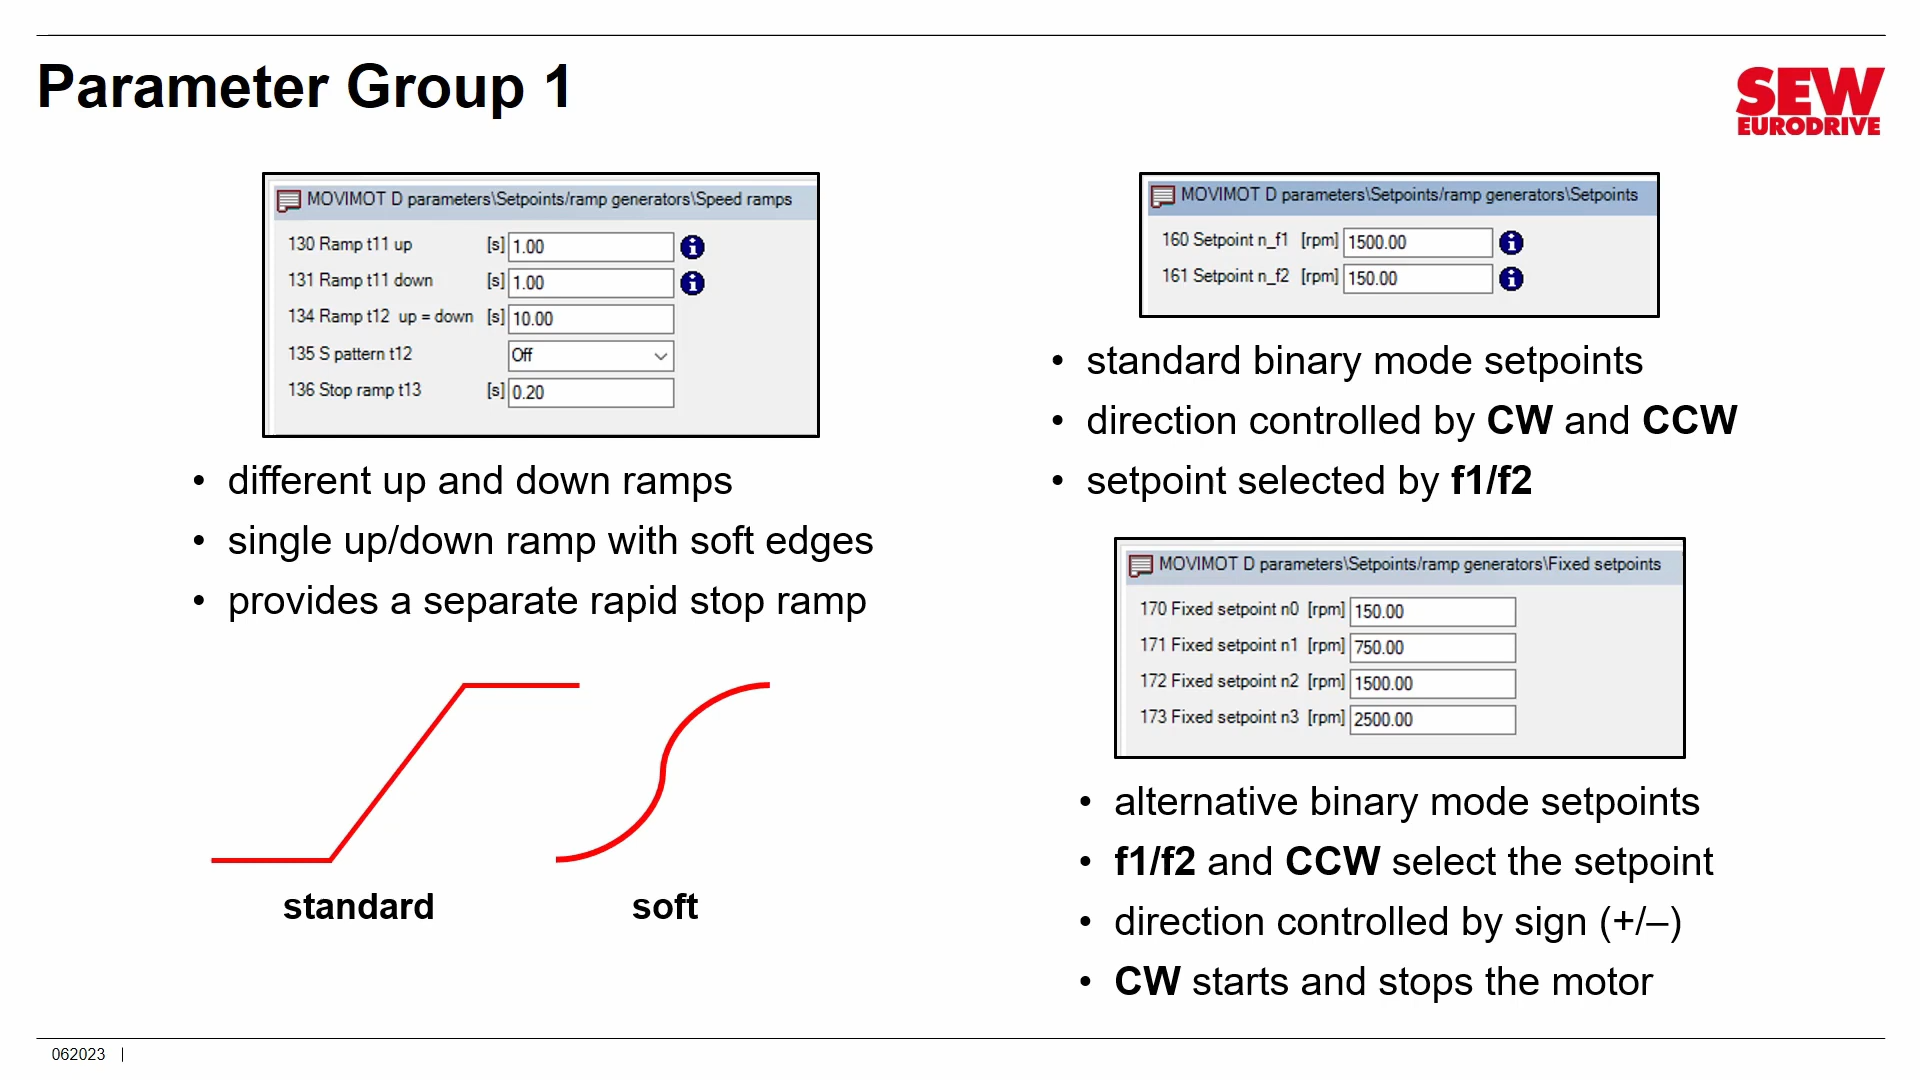 Parameter Group 1
SEW
EURODRIVE
MOVIMOT D parameters\Setpoints/ramp generators\Speed ramps
130 Ramp t11 up [s] 1.00
131 Ramp t11 down [s] 1.00
134 Ramp t12 up = down [s] 10.00
135 S pattern t12 Off
136 Stop ramp t13 [s] 0.20
• different up and down ramps
• single up/down ramp with soft edges
• provides a separate rapid stop ramp
standard
soft
MOVIMOT D parameters\Setpoints/ramp generators\Setpoints
160 Setpoint n_f1 [rpm] 1500.00
161 Setpoint n_f2 [rpm] 150.00
• standard binary mode setpoints
• direction controlled by CW and CCW
• setpoint selected by f1/f2
MOVIMOT D parameters\Setpoints/ramp generators\Fixed setpoints
170 Fixed setpoint n0 [rpm] 150.00
171 Fixed setpoint n1 [rpm] 750.00
172 Fixed setpoint n2 [rpm] 1500.00
173 Fixed setpoint n3 [rpm] 2500.00
• alternative binary mode setpoints
• f1/f2 and CCW select the setpoint
• direction controlled by sign (+/–)
• CW starts and stops the motor
062023 |